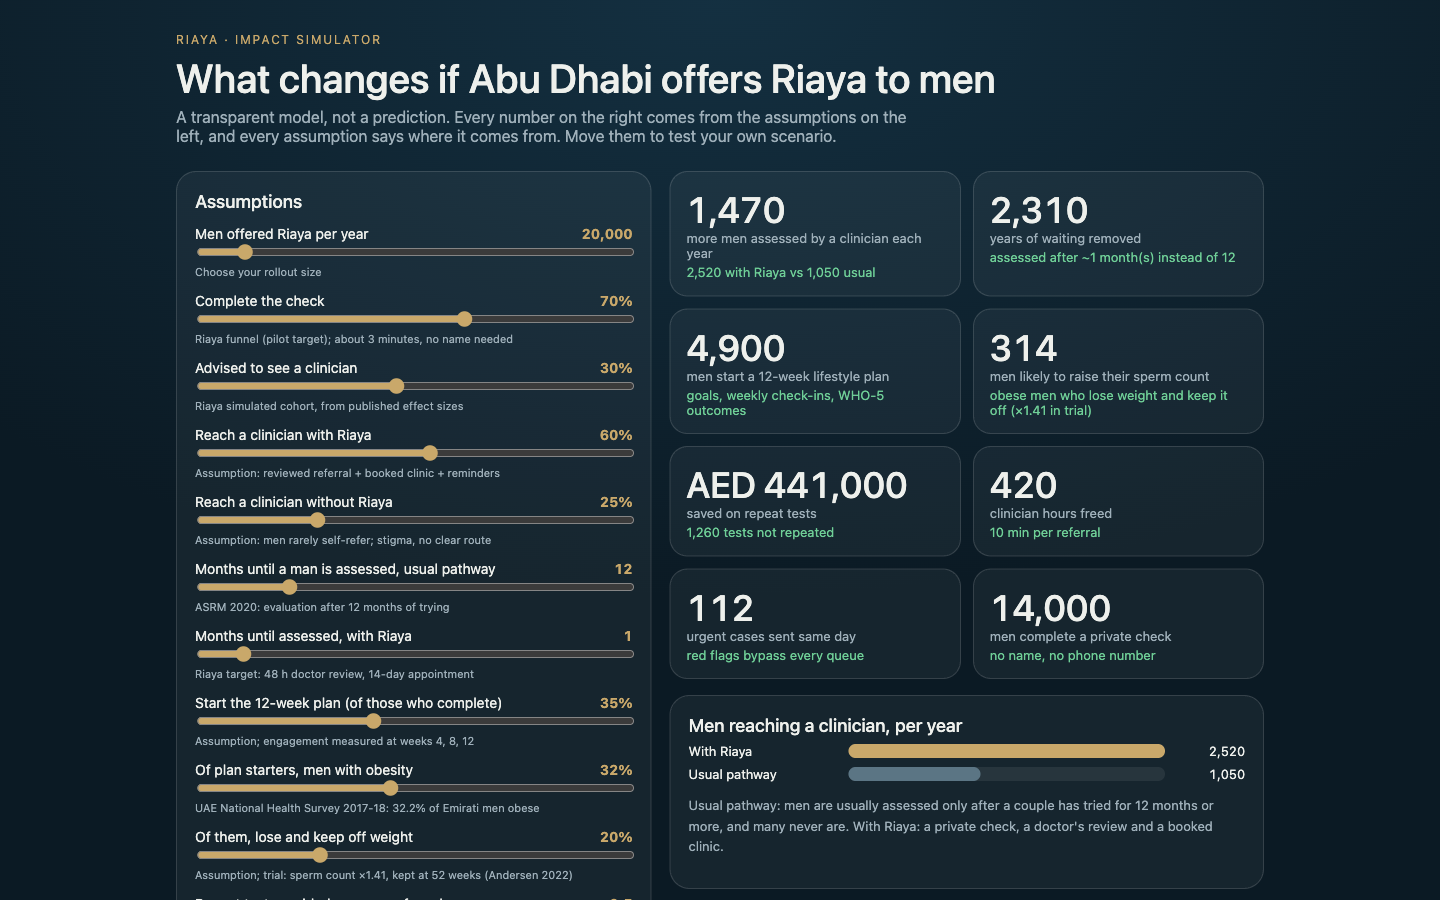 RIAYA · IMPACT SIMULATOR
What changes if Abu Dhabi offers Riaya to men
A transparent model, not a prediction. Every number on the right comes from the assumptions on the
left, and every assumption says where it comes from. Move them to test your own scenario.
Assumptions
Men offered Riaya per year 20,000
Choose your rollout size
Complete the check 70%
Riaya funnel (pilot target); about 3 minutes, no name needed
Advised to see a clinician 30%
Riaya simulated cohort, from published effect sizes
Reach a clinician with Riaya 60%
Assumption: reviewed referral + booked clinic + reminders
Reach a clinician without Riaya 25%
Assumption: men rarely self-refer; stigma, no clear route
Months until a man is assessed, usual pathway 12
ASRM 2020: evaluation after 12 months of trying
Months until assessed, with Riaya 1
Riaya target: 48 h doctor review, 14-day appointment
Start the 12-week plan (of those who complete) 35%
Assumption; engagement measured at weeks 4, 8, 12
Of plan starters, men with obesity 32%
UAE National Health Survey 2017-18: 32.2% of Emirati men obese
Of them, lose and keep off weight 20%
Assumption; trial: sperm count ×1.41, kept at 52 weeks (Andersen 2022)
1,470
more men assessed by a clinician each
year
2,520 with Riaya vs 1,050 usual
2,310
years of waiting removed
assessed after ~1 month(s) instead of 12
4,900
men start a 12-week lifestyle plan
goals, weekly check-ins, WHO-5
outcomes
314
men likely to raise their sperm count
obese men who lose weight and keep it
off (×1.41 in trial)
AED 441,000
saved on repeat tests
1,260 tests not repeated
420
clinician hours freed
10 min per referral
112
urgent cases sent same day
red flags bypass every queue
14,000
men complete a private check
no name, no phone number
Men reaching a clinician, per year
With Riaya 2,520
Usual pathway 1,050
Usual pathway: men are usually assessed only after a couple has tried for 12 months or
more, and many never are. With Riaya: a private check, a doctor's review and a booked
clinic.